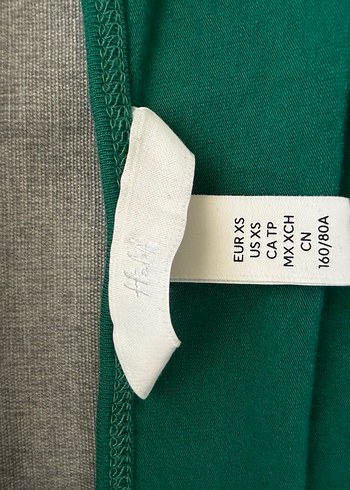 H&M
EUR XS
US XS
CA TP
MX XCH
CN
160/80A